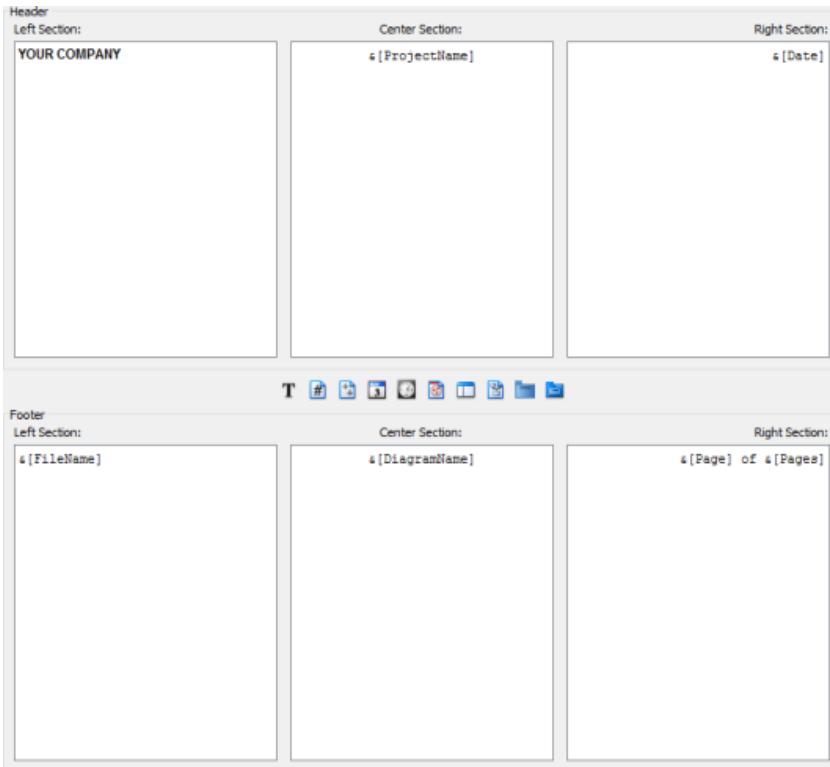 Header
Left Section:
Center Section:
Right Section:
YOUR COMPANY
&[ProjectName]
&[Date]
T
#
3
Footer
Left Section:
Center Section:
Right Section:
&[FileName]
&[DiagramName]
&[Page] of &[Pages]